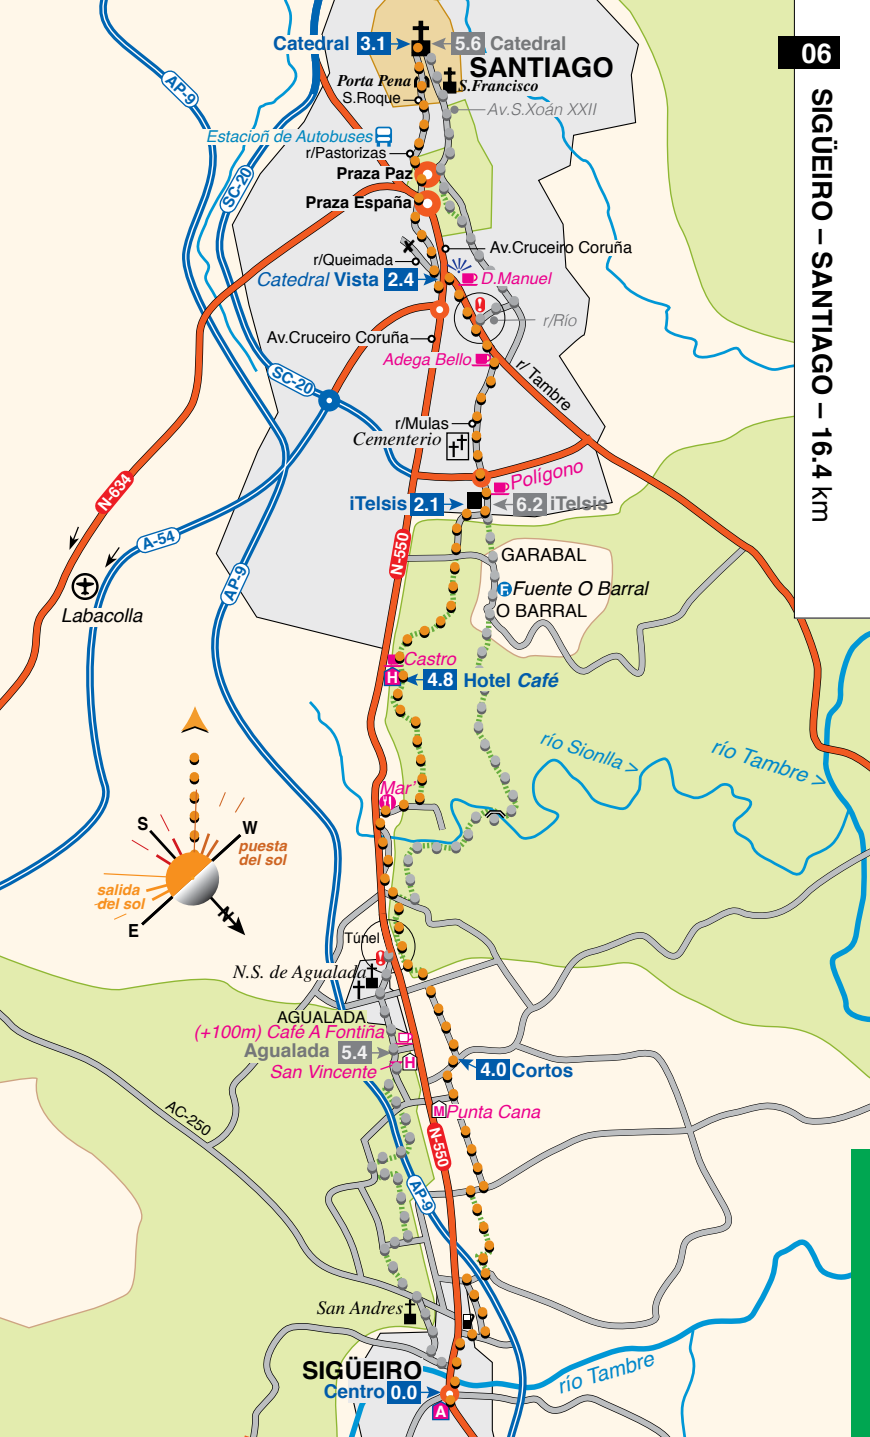 06
SIGÜEIRO – SANTIAGO – 16.4 km
Catedral 3.1
5.6 Catedral
SANTIAGO
Porta Pena
S.Francisco
S.Roque
Av.S.Xoán XXII
AP-9
Estacioñ de Autobuses
r/Pastorizas
Praza Paz
SC-20
Praza España
Av.Cruceiro Coruña
r/Queimada
Catedral Vista 2.4
D.Manuel
r/Río
Av.Cruceiro Coruña
Adega Bello
r/ Tambre
SC-20
r/Mulas
Cementerio
Polígono
N-634
iTelsis 2.1
6.2 iTelsis
A-54
N-550
GARABAL
AP-9
F Fuente O Barral
O BARRAL
Labacolla
Castro
H 4.8 Hotel Café
río Sionlla >
río Tambre >
Mar'
S
W
puesta
del sol
salida
del sol
N
E
Túnel
N.S. de Agualada
AGUALADA
(+100m) Café A Fontiña
Agualada 5.4
San Vincente H
4.0 Cortos
M Punta Cana
AC-250
N-550
AP-9
San Andres
SIGÜEIRO
río Tambre
Centro 0.0
A